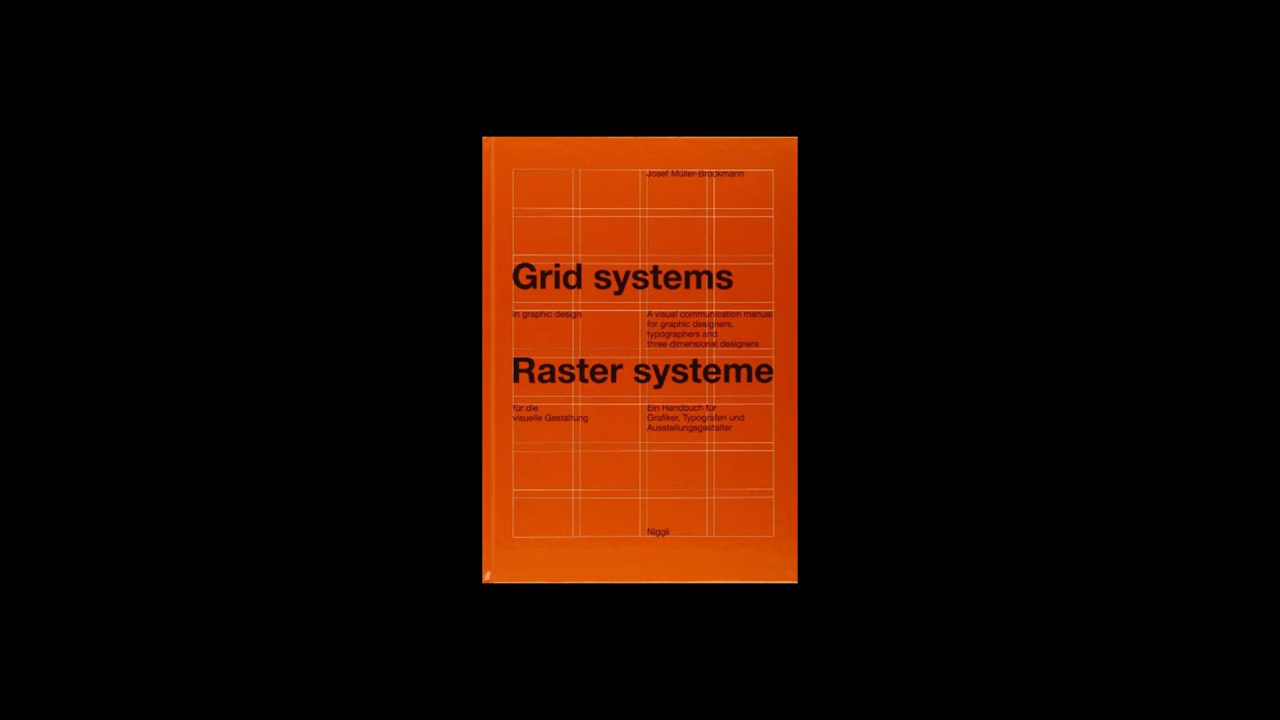 Josef Müller-Brockmann
Grid systems
in graphic design
A visual communication manual
for graphic designers,
typographers and
three dimensional designers
Raster systeme
für die
visuelle Gestaltung
Ein Handbuch für
Grafiker, Typografen und
Ausstellungsgestalter
Niggli